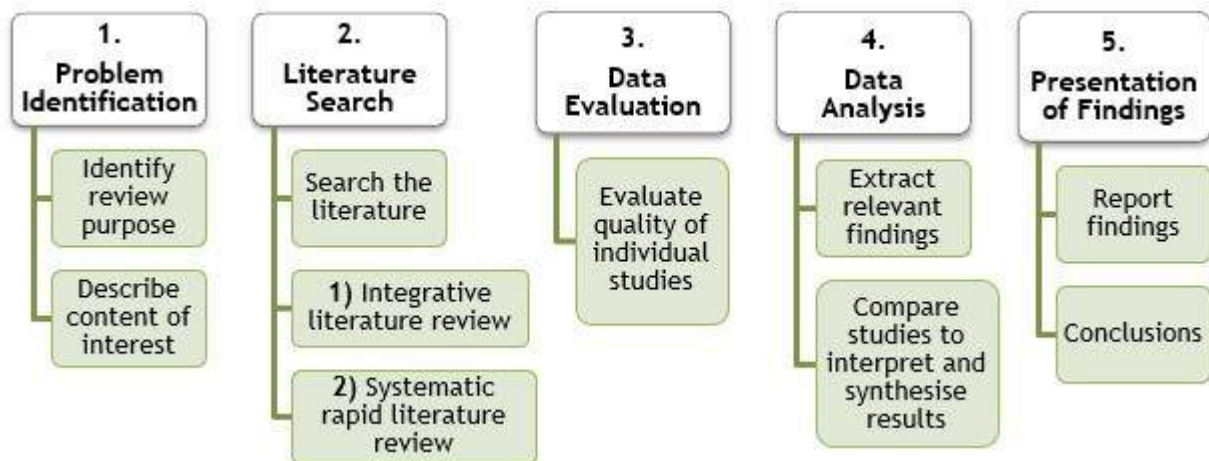 1.
Problem
Identification
Identify
review
purpose
Describe
content of
interest
2.
Literature
Search
Search the
literature
1) Integrative
literature review
2) Systematic
rapid literature
review
3.
Data
Evaluation
Evaluate
quality of
individual
studies
4.
Data
Analysis
Extract
relevant
findings
Compare
studies to
interpret and
synthesise
results
5.
Presentation
of Findings
Report
findings
Conclusions